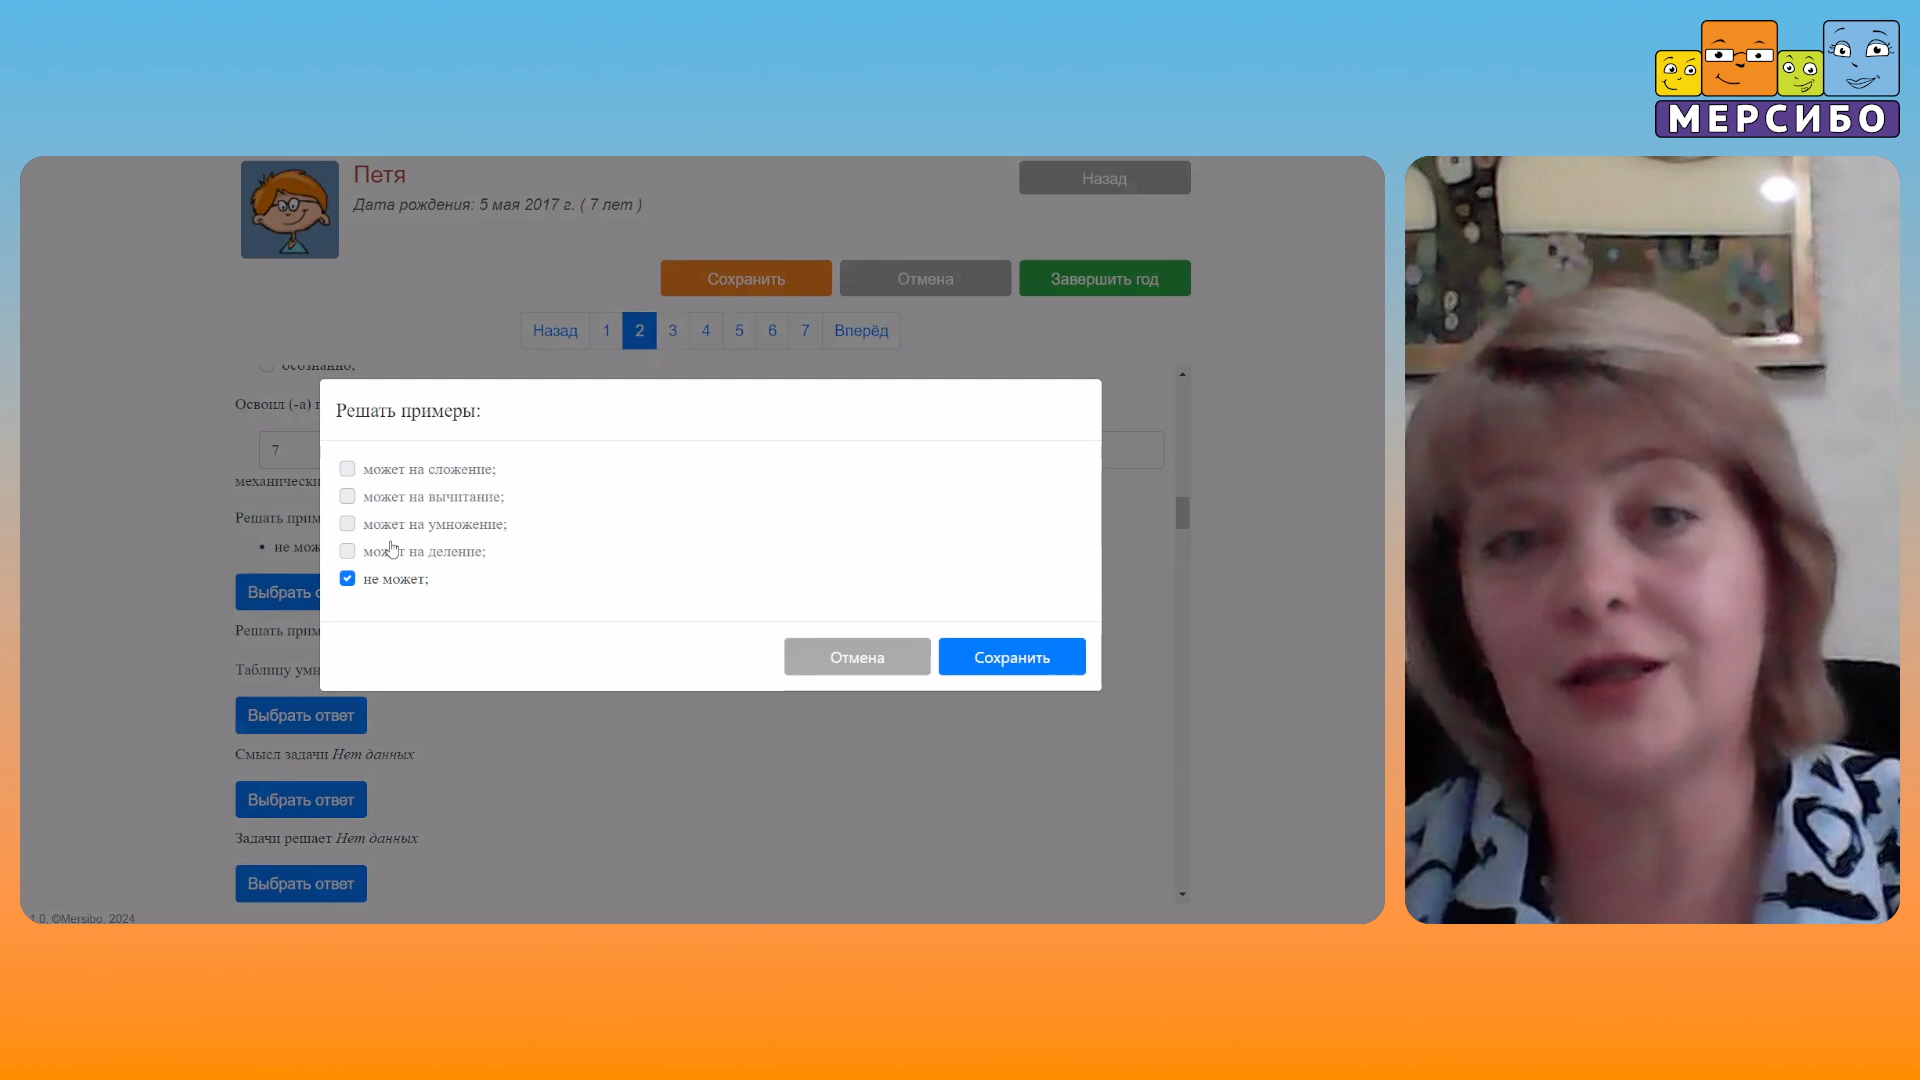 МЕРСИБО
Петя
Дата рождения: 5 мая 2017 г. ( 7 лет )
Назад
Сохранить
Отмена
Завершить год
Назад 1 2 3 4 5 6 7 Вперёд
осознанно;
Освоил (-а)
7
механически
Решать прим
не мож
Выбрать о
Решать прим
Таблицу умн
Решать примеры:
может на сложение;
может на вычитание;
может на умножение;
может на деление;
не может;
Отмена
Сохранить
Выбрать ответ
Смысл задачи Нет данных
Выбрать ответ
Задачи решает Нет данных
Выбрать ответ
1.0. ©Mersibo, 2024